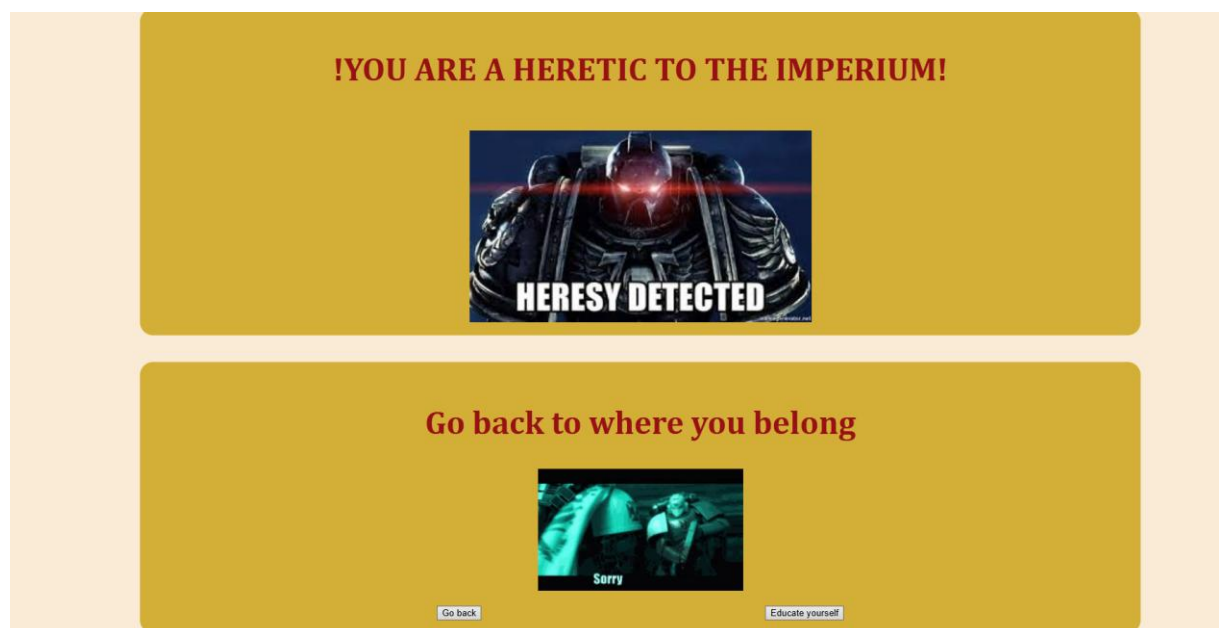 !YOU ARE A HERETIC TO THE IMPERIUM!
HERESY DETECTED
Go back to where you belong
Sorry
Go back
Educate yourself